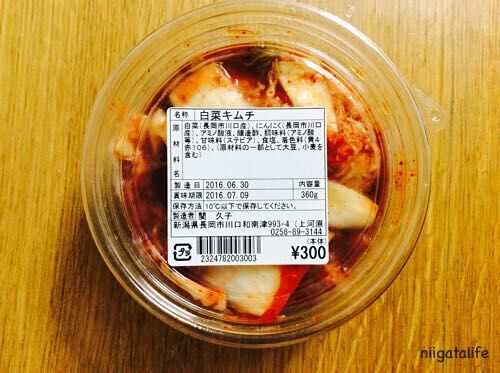 名称 白菜キムチ
原材料 白菜(長岡市川口産)、にんにく(長岡市川口
産)、アミノ酸液、醸造酢、調味料(アミノ酸
等)、甘味料(ステビア)、食塩、着色料(黄4
赤106)、(原材料の一部として大豆、小麦を
含む)
製造日 2016.06.30 内容量
賞味期限 2016.07.09 360g
保存方法 10℃以下で保存してください。
製造者 関 久子
新潟県長岡市川口和南津993-4(上河原
0258-89-3144
プラ
2324782003003
(本体)
¥300
niigatalife